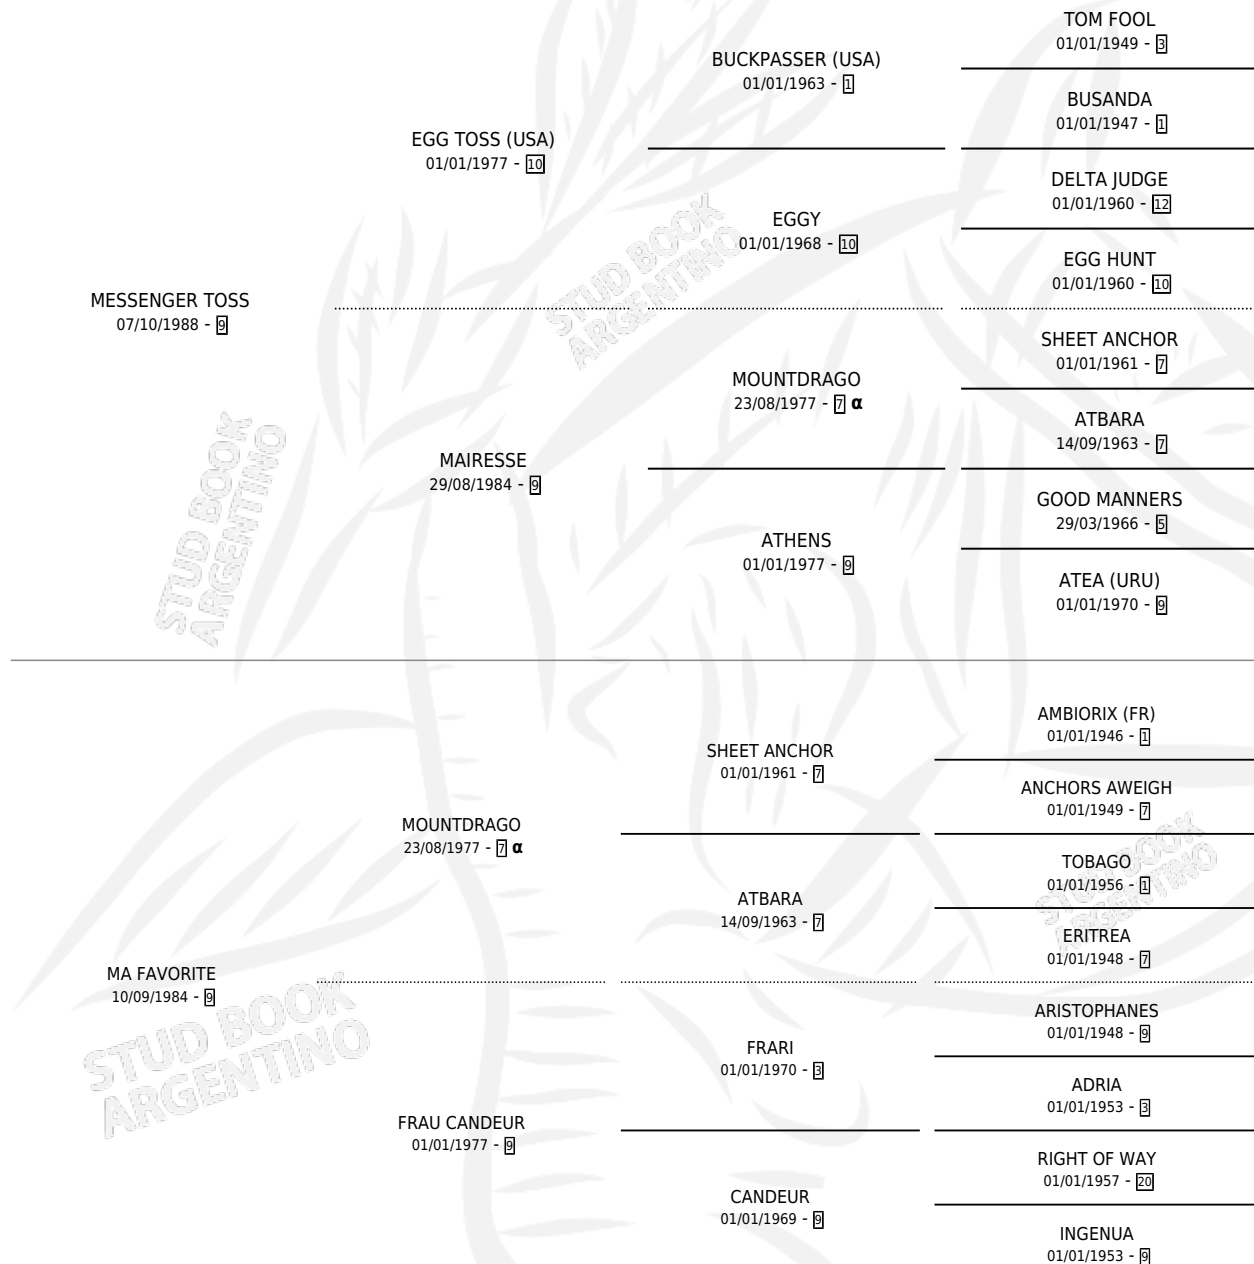 TOM FOOL
01/01/1949 - 3
BUCKPASSER (USA)
01/01/1963 - 1
BUSANDA
01/01/1947 - 1
EGG TOSS (USA)
01/01/1977 - 10
DELTA JUDGE
01/01/1960 - 12
EGGY
01/01/1968 - 10
EGG HUNT
01/01/1960 - 10
STUD BOOK
ARGENTINO
MESSENGER TOSS
07/10/1988 - 9
SHEET ANCHOR
01/01/1961 - 7
MOUNTDRAGO
23/08/1977 - 7 α
ATBARA
14/09/1963 - 7
MAIRESSE
29/08/1984 - 9
GOOD MANNERS
29/03/1966 - 5
ATHENS
01/01/1977 - 9
ATEA (URU)
01/01/1970 - 9
STUD BOOK
ARGENTINO
AMBIORIX (FR)
01/01/1946 - 1
SHEET ANCHOR
01/01/1961 - 7
ANCHORS AWEIGH
01/01/1949 - 7
MOUNTDRAGO
23/08/1977 - 7 α
TOBAGO
01/01/1956 - 1
ATBARA
14/09/1963 - 7
ERITREA
01/01/1948 - 7
STUD BOOK
ARGENTINO
MA FAVORITE
10/09/1984 - 9
ARISTOPHANES
01/01/1948 - 9
FRARI
01/01/1970 - 3
ADRIA
01/01/1953 - 3
STUD BOOK
ARGENTINO
FRAU CANDEUR
01/01/1977 - 9
RIGHT OF WAY
01/01/1957 - 20
CANDEUR
01/01/1969 - 9
INGENUA
01/01/1953 - 9